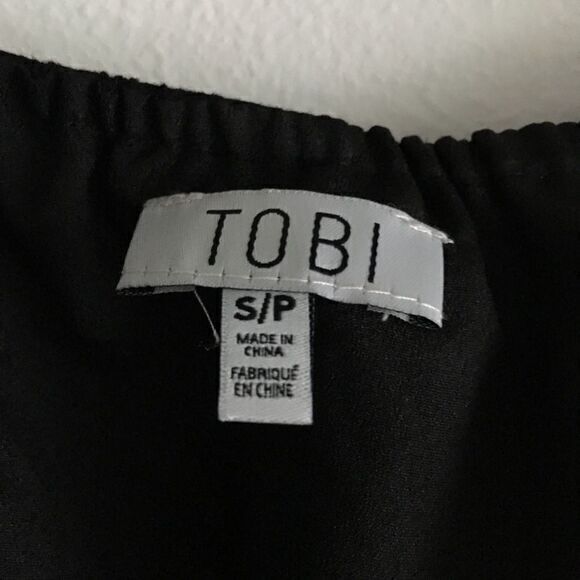 TOBI
S/P
MADE IN
CHINA
FABRIQUÉ
EN CHINE